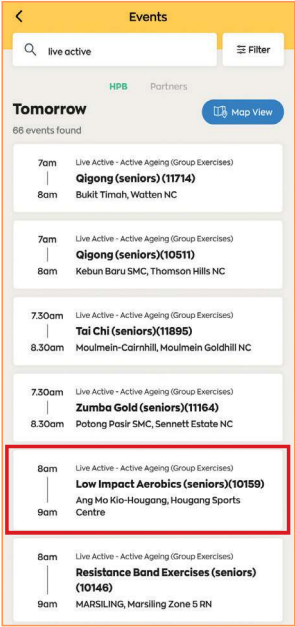 Events
live active
Filter
HPB Partners
Tomorrow
Map View
66 events found
7am
8am
Live Active - Active Ageing (Group Exercises)
Qigong (seniors) (11714)
Bukit Timah, Watten NC
7am
8am
Live Active - Active Ageing (Group Exercises)
Qigong (seniors)(10511)
Kebun Baru SMC, Thomson Hills NC
7.30am
8.30am
Live Active - Active Ageing (Group Exercises)
Tai Chi (seniors)(11895)
Moulmein-Cairnhill, Moulmein Goldhill NC
7.30am
8.30am
Live Active - Active Ageing (Group Exercises)
Zumba Gold (seniors)(11164)
Potong Pasir SMC, Sennett Estate NC
8am
9am
Live Active - Active Ageing (Group Exercises)
Low Impact Aerobics (seniors)(10159)
Ang Mo Kio-Hougang, Hougang Sports
Centre
8am
9am
Live Active - Active Ageing (Group Exercises)
Resistance Band Exercises (seniors)
(10146)
MARSILING, Marsiling Zone 5 RN